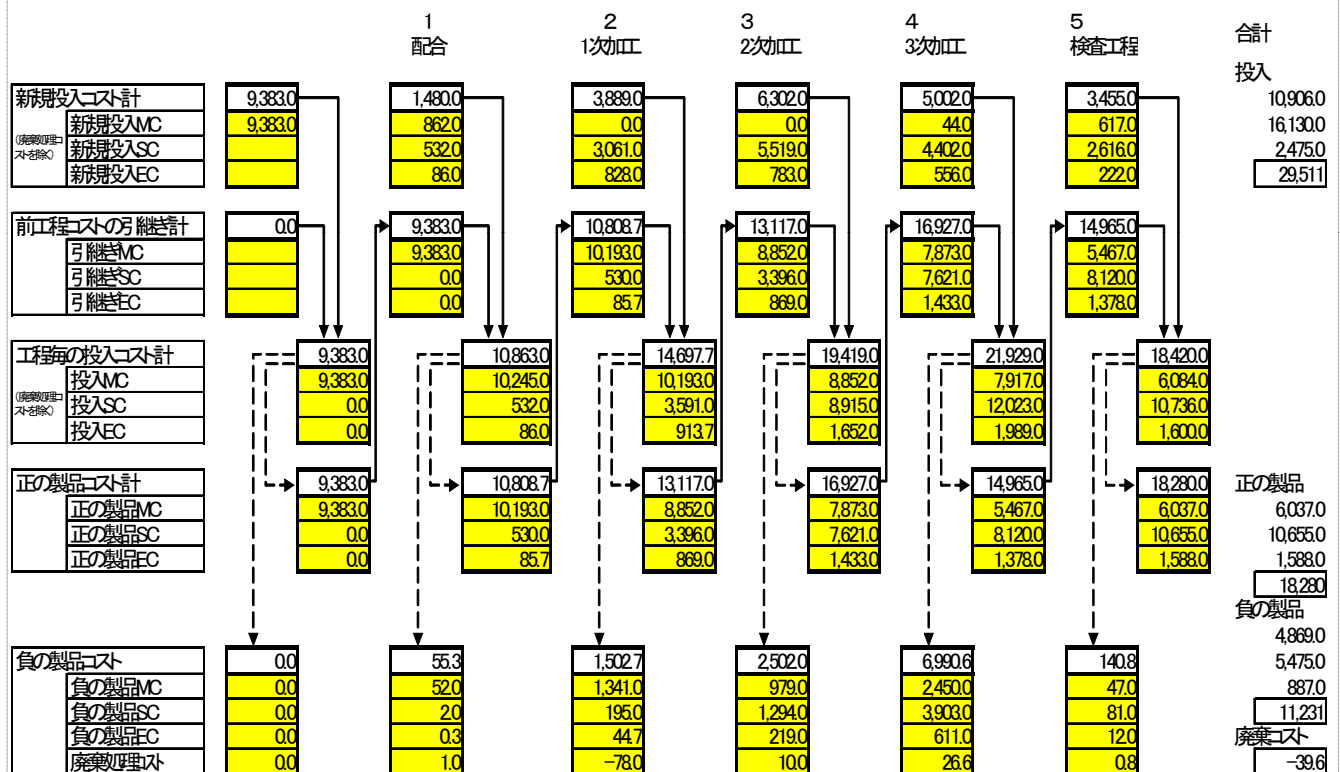 1 2 3 4 5
配合 1次加工 2次加工 3次加工 検査工程 合計
投入
新規投入コスト計 9,383.0 1,480.0 3,889.0 6,302.0 5,002.0 3,455.0 10,906.0
(廃棄処理コストを除く) 新規投入MC 9,383.0 862.0 0.0 0.0 44.0 617.0 16,130.0
新規投入SC 532.0 3,061.0 5,519.0 4,402.0 2,616.0 2,475.0
新規投入EC 86.0 828.0 783.0 556.0 222.0 29,511
前工程コストの引継ぎ計 0.0 9,383.0 10,808.7 13,117.0 16,927.0 14,965.0
引継ぎMC 9,383.0 10,193.0 8,852.0 7,873.0 5,467.0
引継ぎSC 0.0 530.0 3,396.0 7,621.0 8,120.0
引継ぎEC 0.0 85.7 869.0 1,433.0 1,378.0
工程毎の投入コスト計 9,383.0 10,863.0 14,697.7 19,419.0 21,929.0 18,420.0
(廃棄処理コストを除く) 投入MC 9,383.0 10,245.0 10,193.0 8,852.0 7,917.0 6,084.0
投入SC 0.0 532.0 3,591.0 8,915.0 12,023.0 10,736.0
投入EC 0.0 86.0 913.7 1,652.0 1,989.0 1,600.0
正の製品コスト計 9,383.0 10,808.7 13,117.0 16,927.0 14,965.0 18,280.0 正の製品
正の製品MC 9,383.0 10,193.0 8,852.0 7,873.0 5,467.0 6,037.0 6,037.0
正の製品SC 0.0 530.0 3,396.0 7,621.0 8,120.0 10,655.0 10,655.0
正の製品EC 0.0 85.7 869.0 1,433.0 1,378.0 1,588.0 1,588.0
18,280
負の製品
4,869.0
負の製品コスト 0.0 55.3 1,502.7 2,502.0 6,990.6 140.8 5,475.0
負の製品MC 0.0 52.0 1,341.0 979.0 2,450.0 47.0 887.0
負の製品SC 0.0 2.0 195.0 1,294.0 3,903.0 81.0 11,231
負の製品EC 0.0 0.3 44.7 219.0 611.0 12.0 廃棄コスト
廃棄処理コスト 0.0 1.0 -78.0 10.0 26.6 0.8 -39.6